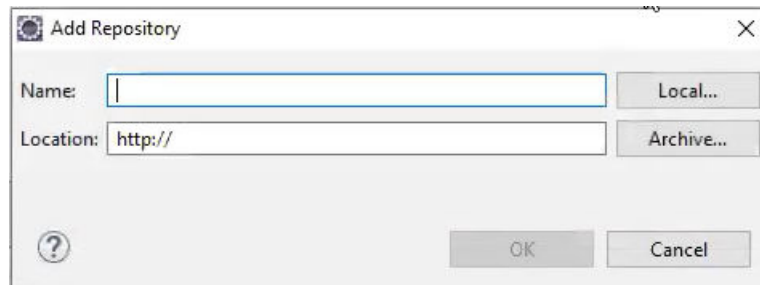 Add Repository
Name: Local...
Location: http:// Archive...
? OK Cancel